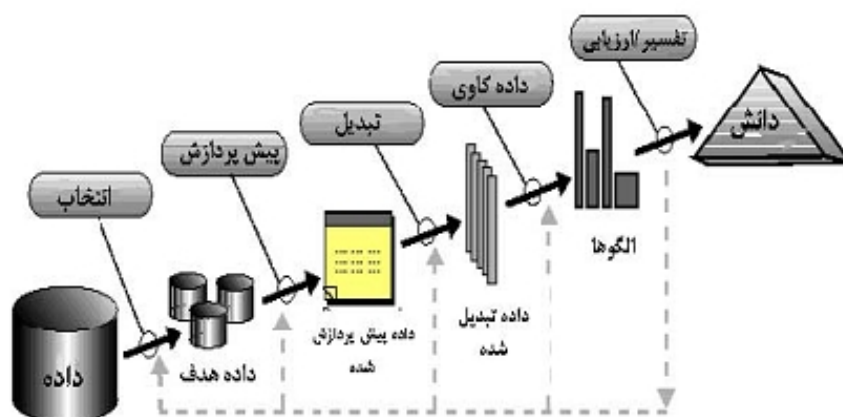 تفسیر/ارزیابی
داده کاوی
تبدیل
پیش پردازش
انتخاب
دانش
الگوها
داده تبدیل
شده
داده پیش پردازش
شده
داده هدف
داده